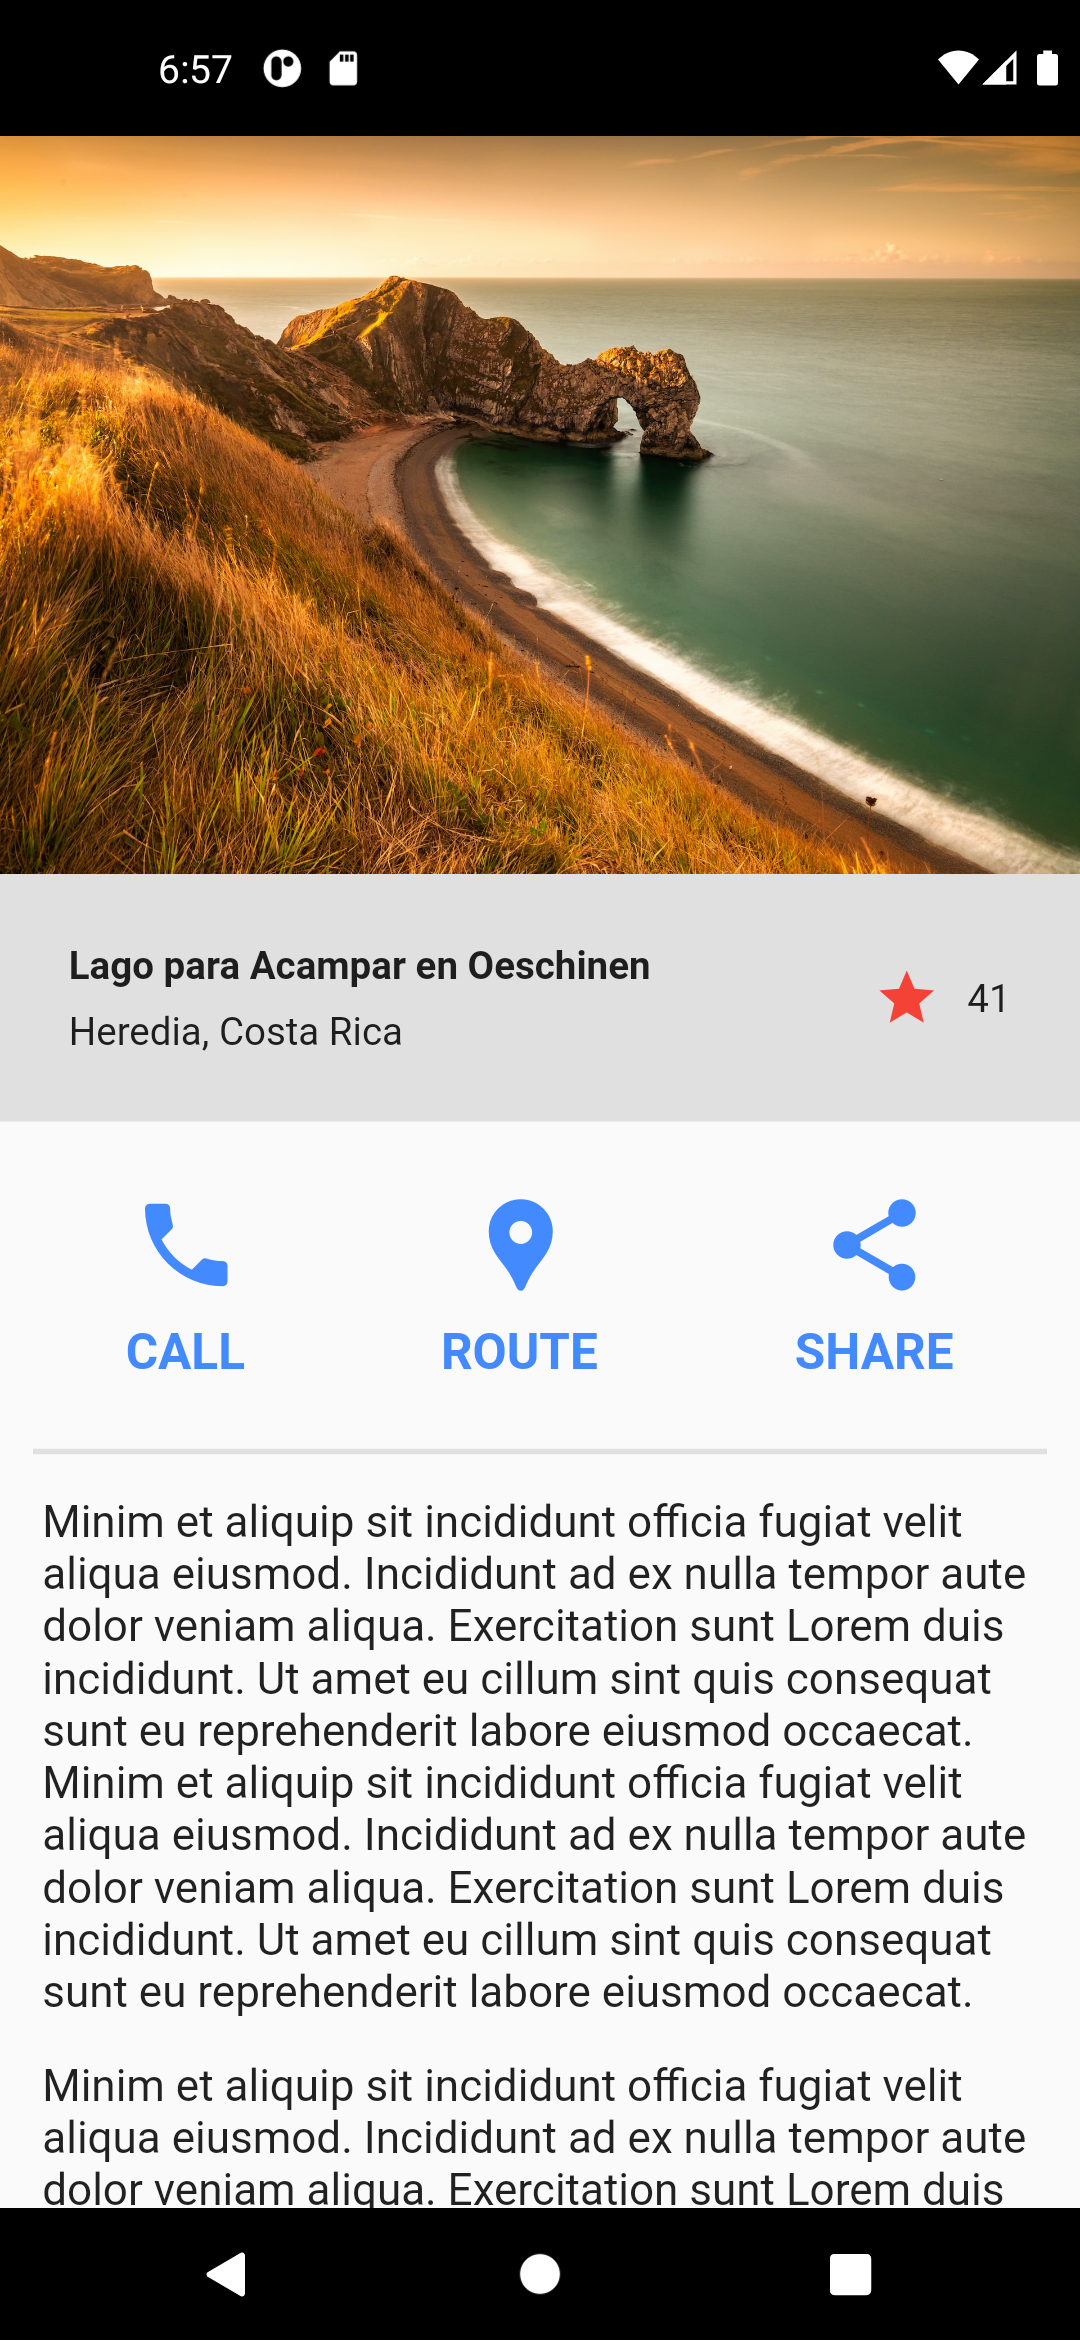 6:57
Lago para Acampar en Oeschinen
Heredia, Costa Rica
41
CALL
ROUTE
SHARE
Minim et aliquip sit incididunt officia fugiat velit
aliqua eiusmod. Incididunt ad ex nulla tempor aute
dolor veniam aliqua. Exercitation sunt Lorem duis
incididunt. Ut amet eu cillum sint quis consequat
sunt eu reprehenderit labore eiusmod occaecat.
Minim et aliquip sit incididunt officia fugiat velit
aliqua eiusmod. Incididunt ad ex nulla tempor aute
dolor veniam aliqua. Exercitation sunt Lorem duis
incididunt. Ut amet eu cillum sint quis consequat
sunt eu reprehenderit labore eiusmod occaecat.
Minim et aliquip sit incididunt officia fugiat velit
aliqua eiusmod. Incididunt ad ex nulla tempor aute
dolor veniam aliqua. Exercitation sunt Lorem duis